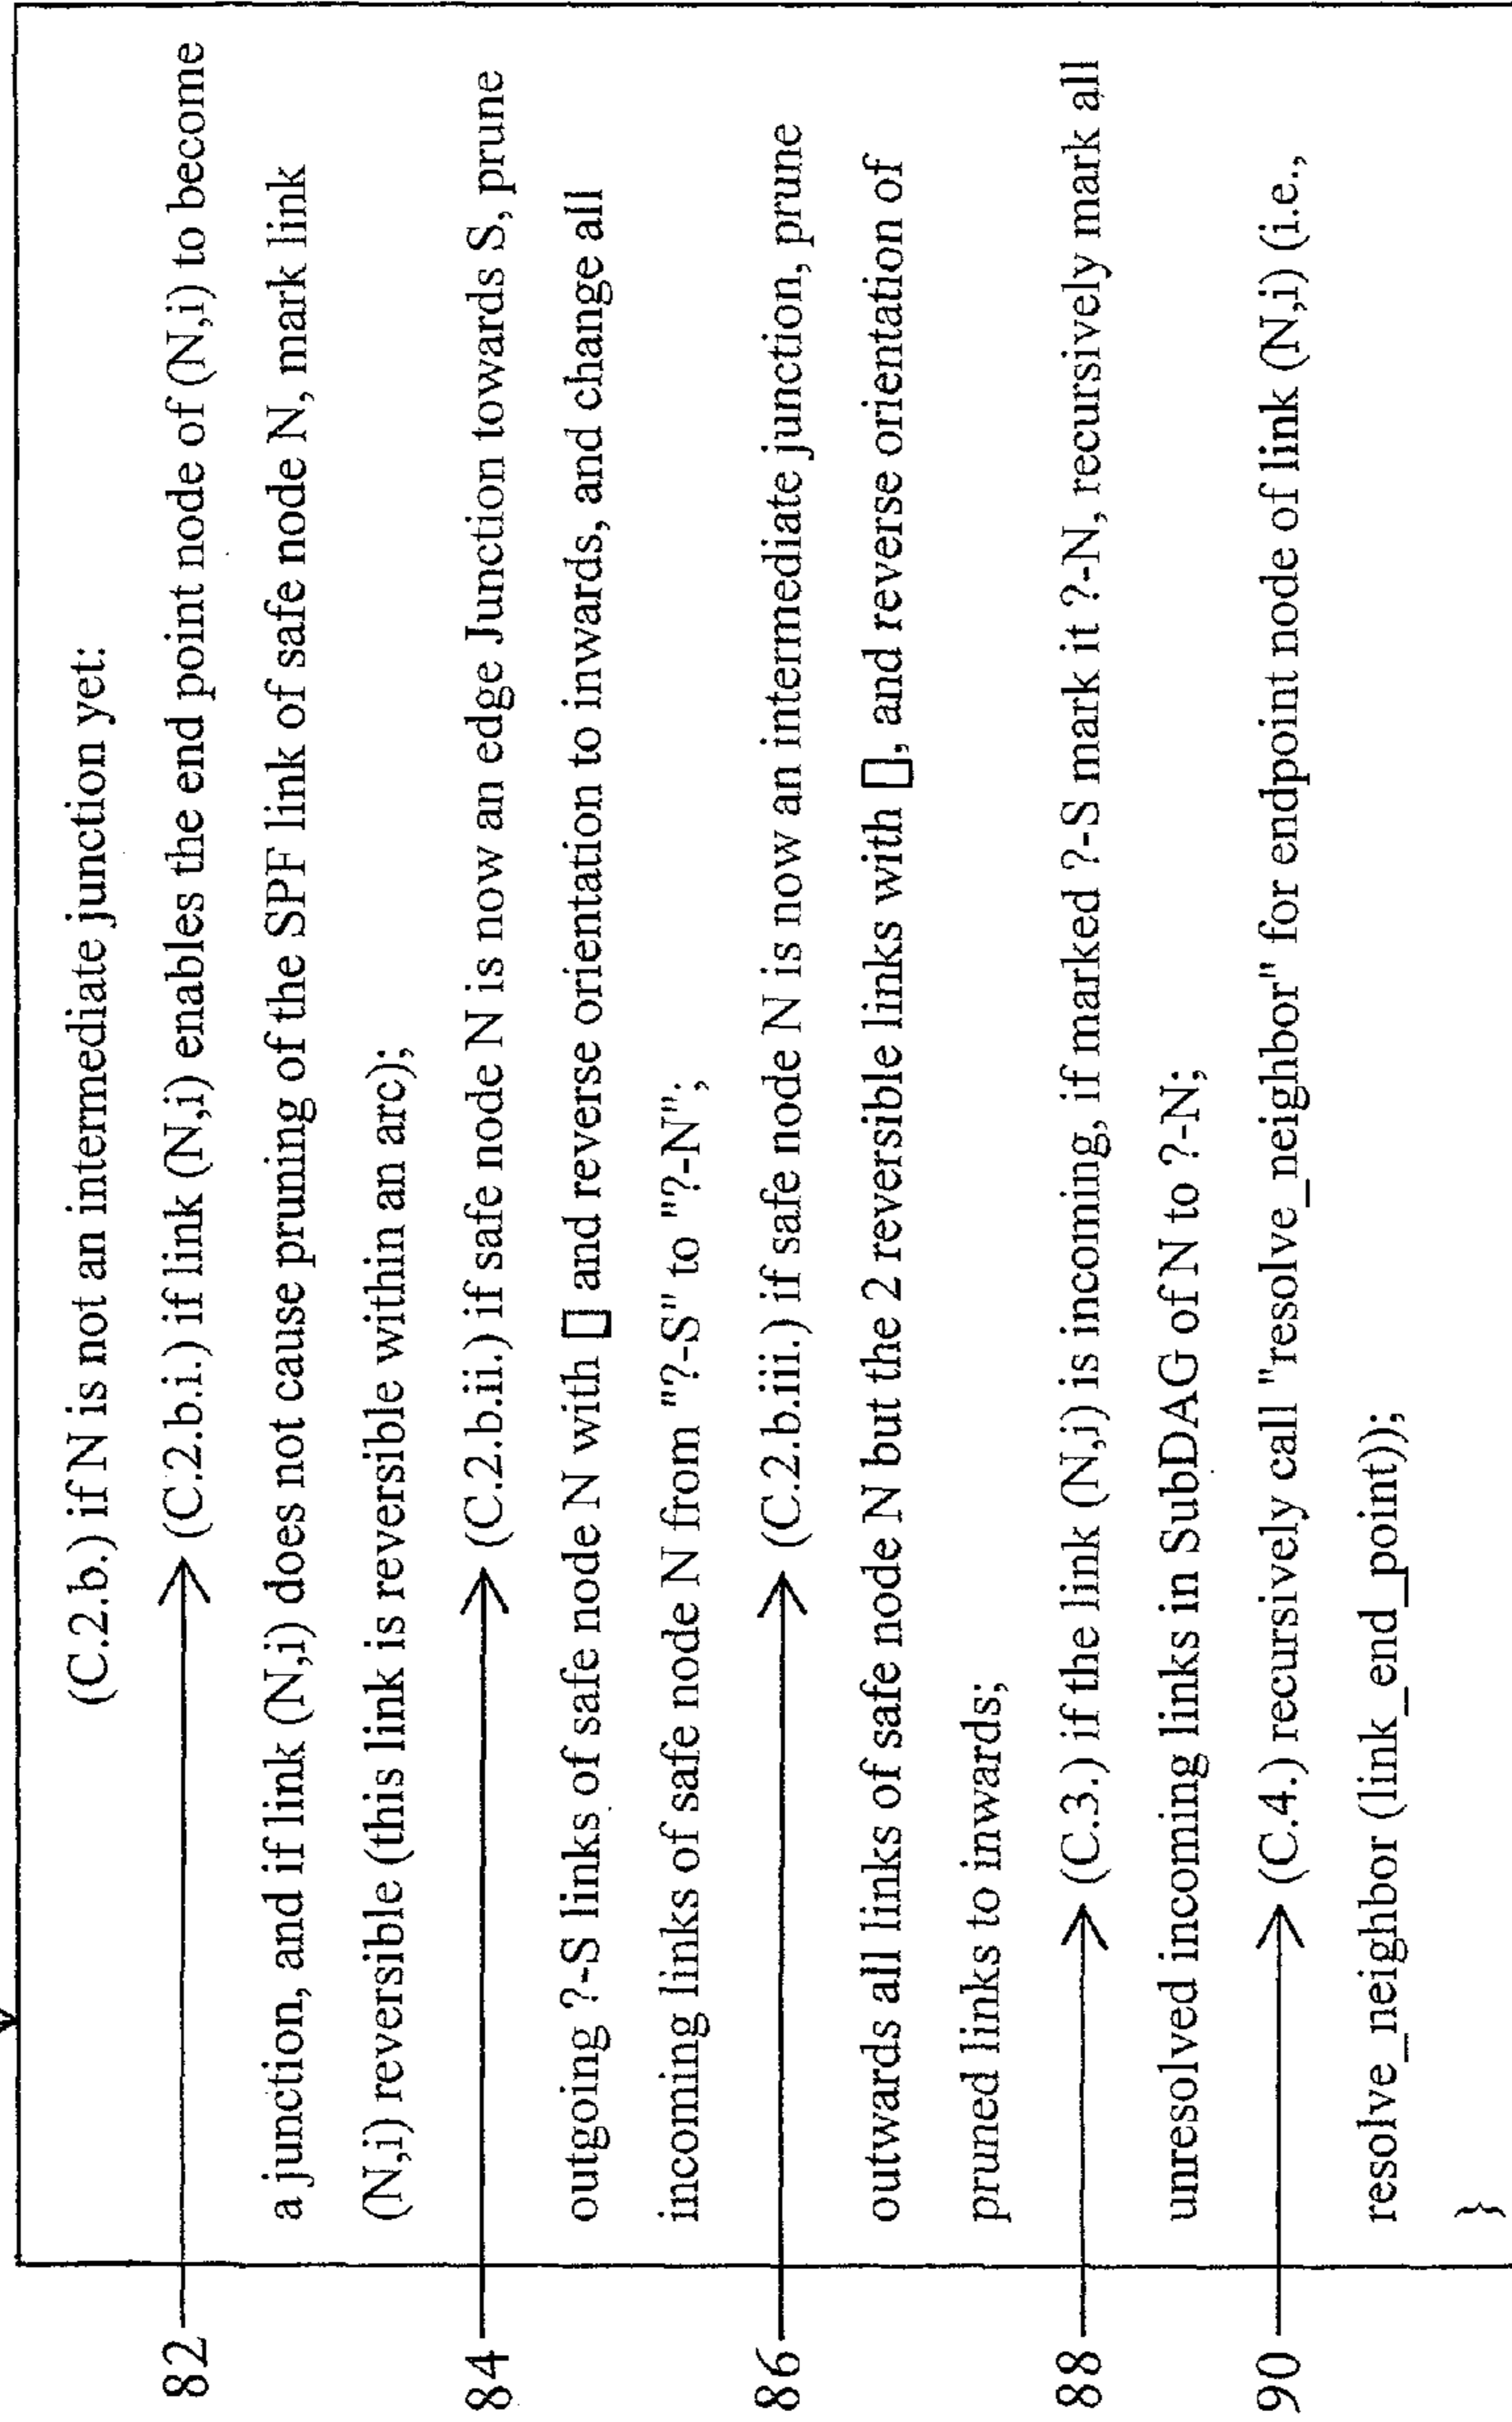 (C.2.b.) if N is not an intermediate junction yet:
82 (C.2.b.i.) if link (N,i) enables the end point node of (N,i) to become
a junction, and if link (N,i) does not cause pruning of the SPF link of safe node N, mark link
(N,i) reversible (this link is reversible within an arc);
84 (C.2.b.ii.) if safe node N is now an edge Junction towards S, prune
outgoing ?-S links of safe node N with [] and reverse orientation to inwards, and change all
incoming links of safe node N from "?-S" to "?-N";
86 (C.2.b.iii.) if safe node N is now an intermediate junction, prune
outwards all links of safe node N but the 2 reversible links with [], and reverse orientation of
pruned links to inwards;
88 (C.3.) if the link (N,i) is incoming, if marked ?-S mark it ?-N, recursively mark all
unresolved incoming links in SubDAG of N to ?-N;
90 (C.4.) recursively call "resolve_neighbor" for endpoint node of link (N,i) (i.e.,
resolve_neighbor (link_end_point));
}